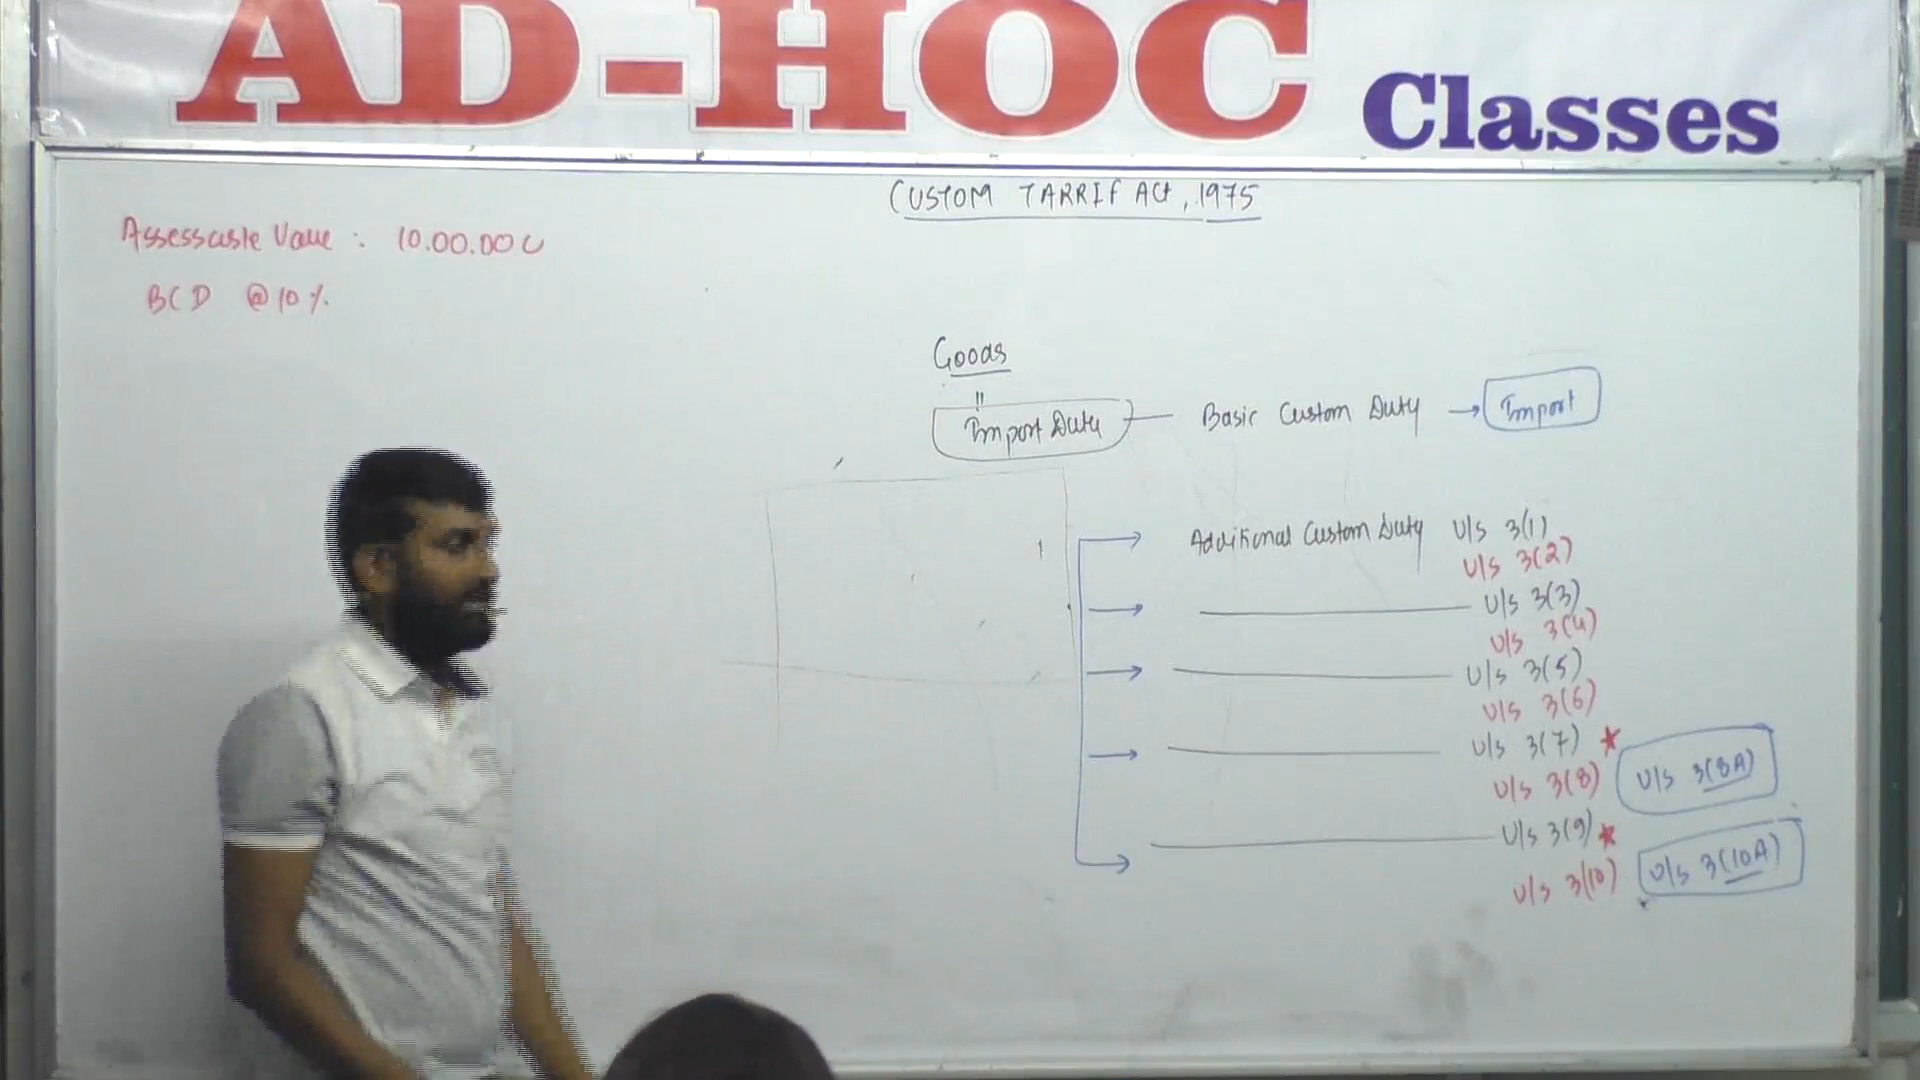 AD-HOC Classes
CUSTOM TARRIF ACt, 1975
Assessable Value : 10.00.000
BCD @ 10 %
Goods
Import Duty — Basic Custom Duty → Import
Additional Custom Duty U/s 3(1)
U/s 3(2)
U/s 3(3)
U/s 3(4)
U/s 3(5)
U/s 3(6)
U/s 3(7) ★
U/s 3(8) U/s 3(8A)
U/s 3(9) ★
U/s 3(10) U/s 3(10A)